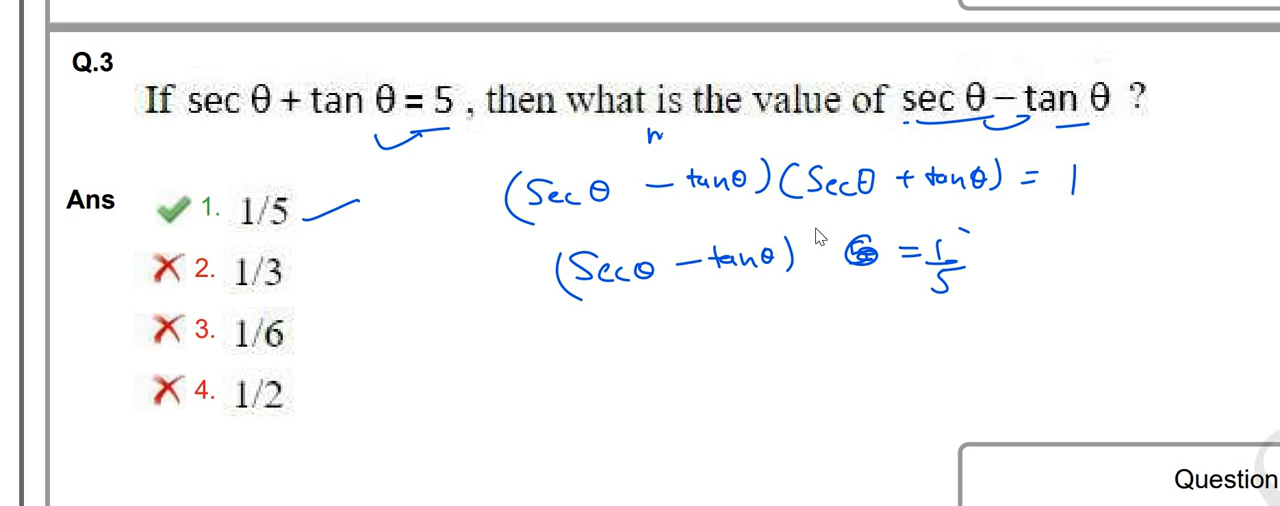 Q.3
If sec θ + tan θ = 5 , then what is the value of sec θ – tan θ ?
(Secθ – tanθ)(Secθ + tanθ) = 1
Ans 1. 1/5
(Secθ – tanθ) = 1/5
2. 1/3
3. 1/6
4. 1/2
Question